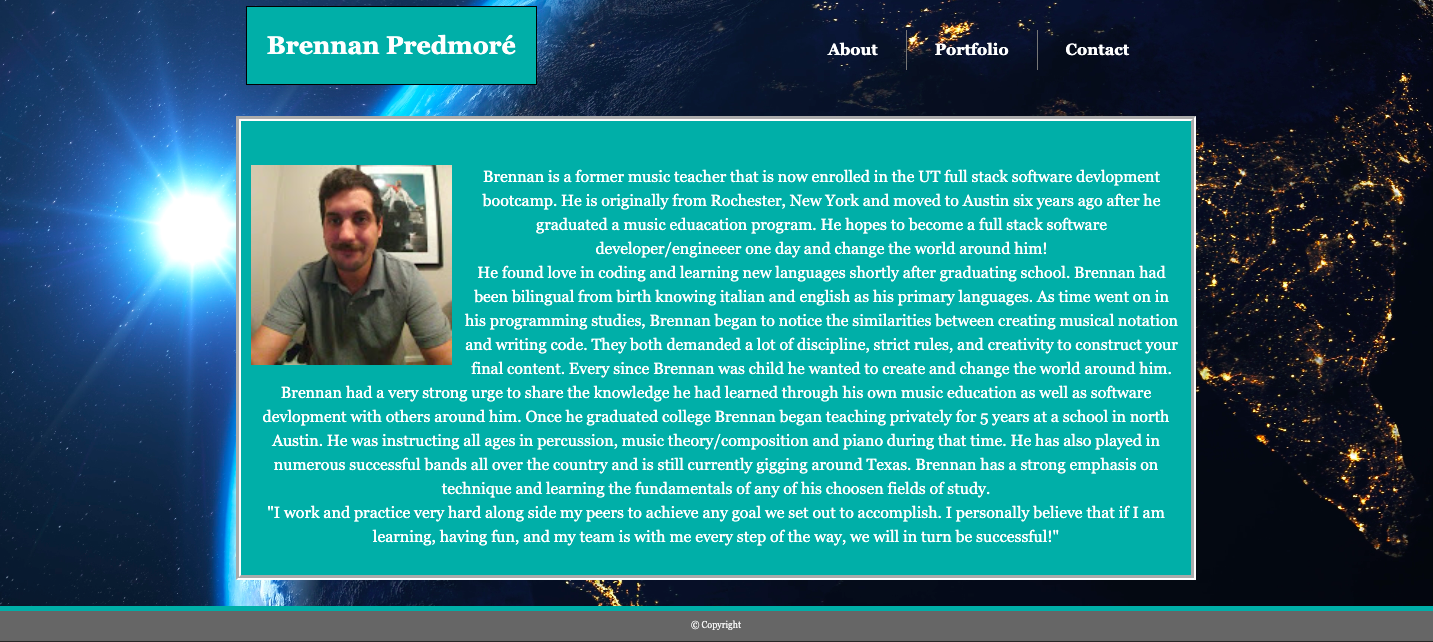 Brennan Predmoré
About
Portfolio
Contact
Brennan is a former music teacher that is now enrolled in the UT full stack software devlopment
bootcamp. He is originally from Rochester, New York and moved to Austin six years ago after he
graduated a music eduacation program. He hopes to become a full stack software
developer/engineeer one day and change the world around him!
He found love in coding and learning new languages shortly after graduating school. Brennan had
been bilingual from birth knowing italian and english as his primary languages. As time went on in
his programming studies, Brennan began to notice the similarities between creating musical notation
and writing code. They both demanded a lot of discipline, strict rules, and creativity to construct your
final content. Every since Brennan was child he wanted to create and change the world around him.
Brennan had a very strong urge to share the knowledge he had learned through his own music education as well as software
devlopment with others around him. Once he graduated college Brennan began teaching privately for 5 years at a school in north
Austin. He was instructing all ages in percussion, music theory/composition and piano during that time. He has also played in
numerous successful bands all over the country and is still currently gigging around Texas. Brennan has a strong emphasis on
technique and learning the fundamentals of any of his choosen fields of study.
"I work and practice very hard along side my peers to achieve any goal we set out to accomplish. I personally believe that if I am
learning, having fun, and my team is with me every step of the way, we will in turn be successful!"
© Copyright